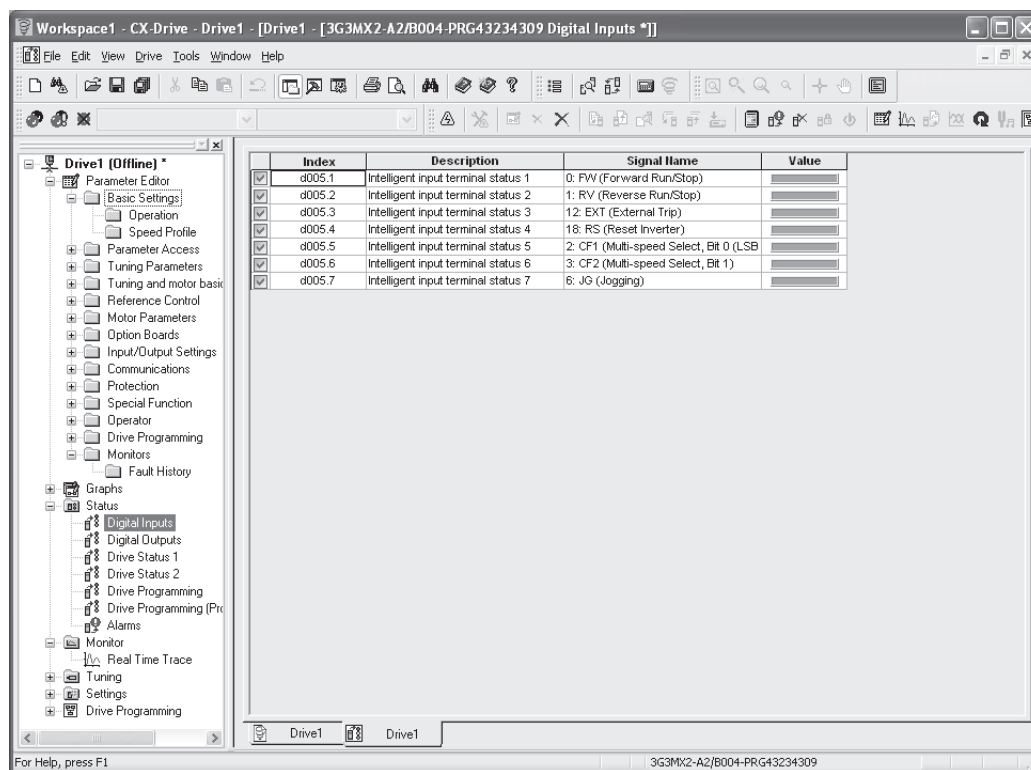 Workspace1 - CX-Drive - Drive1 - [Drive1 - [3G3MX2-A2/B004-PRG43234309 Digital Inputs *]]
File Edit View Drive Tools Window Help
Drive1 (Offline) *
Parameter Editor
Basic Settings
Operation
Speed Profile
Parameter Access
Tuning Parameters
Tuning and motor basic
Reference Control
Motor Parameters
Option Boards
Input/Output Settings
Communications
Protection
Special Function
Operator
Drive Programming
Monitors
Fault History
Graphs
Status
Digital Inputs
Digital Outputs
Drive Status 1
Drive Status 2
Drive Programming
Drive Programming (Pro
Alarms
Monitor
Real Time Trace
Tuning
Settings
Drive Programming
Index Description Signal Name Value
d005.1 Intelligent input terminal status 1 0: FW (Forward Run/Stop)
d005.2 Intelligent input terminal status 2 1: RV (Reverse Run/Stop)
d005.3 Intelligent input terminal status 3 12: EXT (External Trip)
d005.4 Intelligent input terminal status 4 18: RS (Reset Inverter)
d005.5 Intelligent input terminal status 5 2: CF1 (Multi-speed Select, Bit 0 (LSB
d005.6 Intelligent input terminal status 6 3: CF2 (Multi-speed Select, Bit 1)
d005.7 Intelligent input terminal status 7 6: JG (Jogging)
Drive1 Drive1
For Help, press F1 3G3MX2-A2/B004-PRG43234309